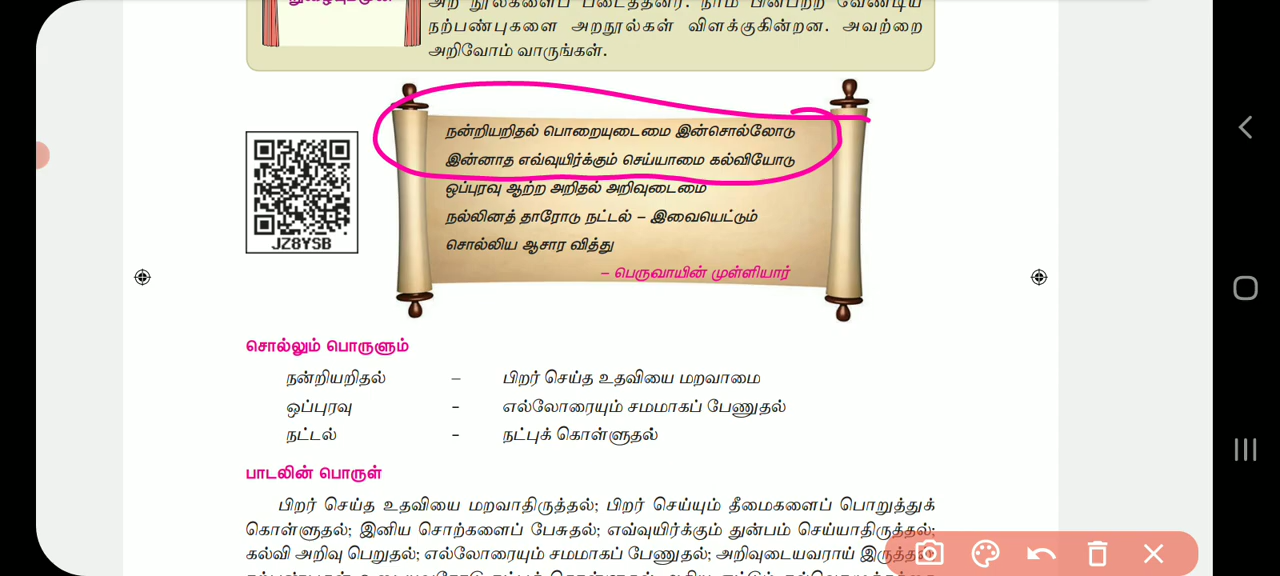 அற நூல்களைப் படைத்தனர். நாம் பின்பற்ற வேண்டிய
நற்பண்புகளை அறநூல்கள் விளக்குகின்றன. அவற்றை
அறிவோம் வாருங்கள்.
நன்றியறிதல் பொறையுடைமை இன்சொல்லோடு
இன்னாத எவ்வுயிர்க்கும் செய்யாமை கல்வியோடு
ஒப்புரவு ஆற்ற அறிதல் அறிவுடைமை
நல்லினத் தாரோடு நட்டல் – இவையெட்டும்
சொல்லிய ஆசார வித்து
– பெருவாயின் முள்ளியார்
JZ8YSB
சொல்லும் பொருளும்
நன்றியறிதல் – பிறர் செய்த உதவியை மறவாமை
ஒப்புரவு - எல்லோரையும் சமமாகப் பேணுதல்
நட்டல் - நட்புக் கொள்ளுதல்
பாடலின் பொருள்
பிறர் செய்த உதவியை மறவாதிருத்தல்; பிறர் செய்யும் தீமைகளைப் பொறுத்துக்
கொள்ளுதல்; இனிய சொற்களைப் பேசுதல்; எவ்வுயிர்க்கும் துன்பம் செய்யாதிருத்தல்;
கல்வி அறிவு பெறுதல்; எல்லோரையும் சமமாகப் பேணுதல்; அறிவுடையவராய் இருத்தல்;